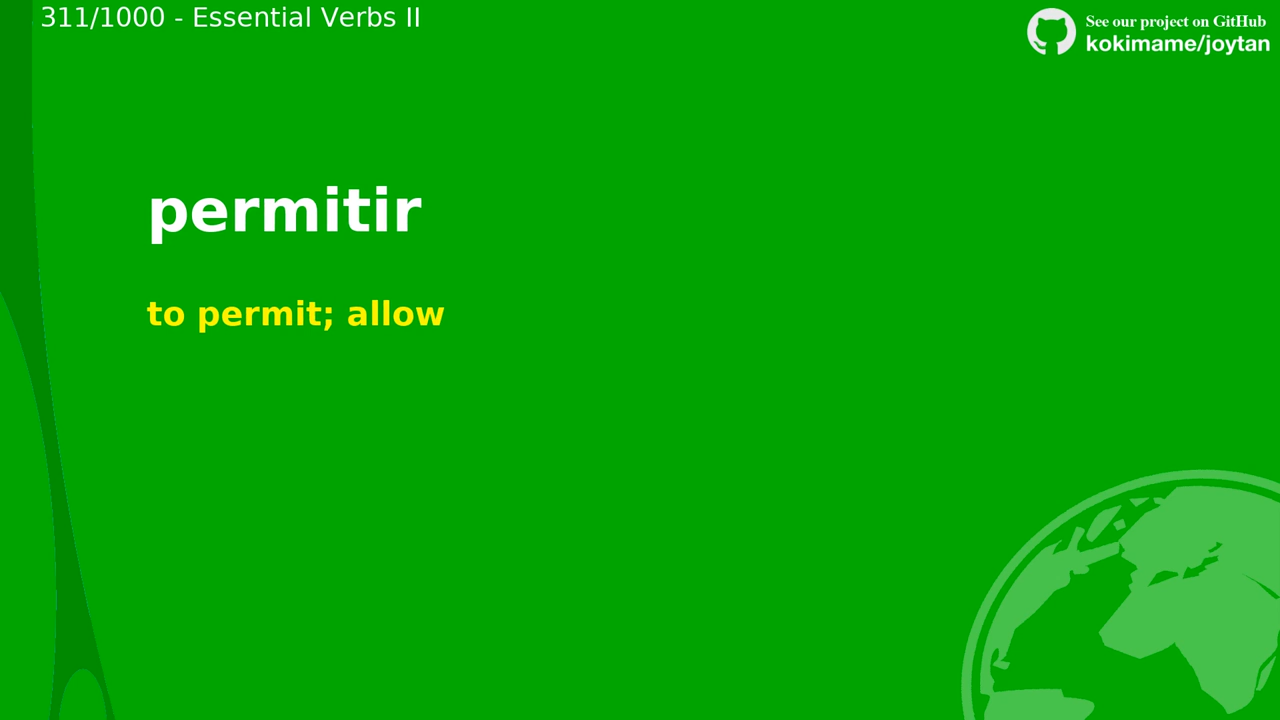 311/1000 - Essential Verbs II
See our project on GitHub
kokimame/joytan
permitir
to permit; allow